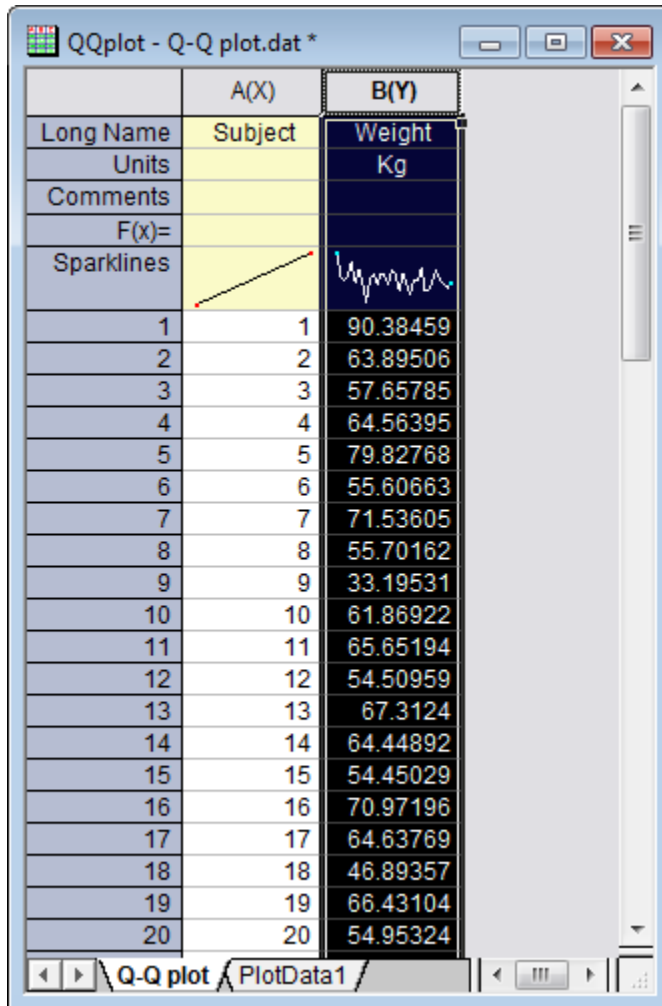 QQplot - Q-Q plot.dat *
A(X) B(Y)
Long Name Subject Weight
Units Kg
Comments
F(x)=
Sparklines
1 1 90.38459
2 2 63.89506
3 3 57.65785
4 4 64.56395
5 5 79.82768
6 6 55.60663
7 7 71.53605
8 8 55.70162
9 9 33.19531
10 10 61.86922
11 11 65.65194
12 12 54.50959
13 13 67.3124
14 14 64.44892
15 15 54.45029
16 16 70.97196
17 17 64.63769
18 18 46.89357
19 19 66.43104
20 20 54.95324
Q-Q plot PlotData1